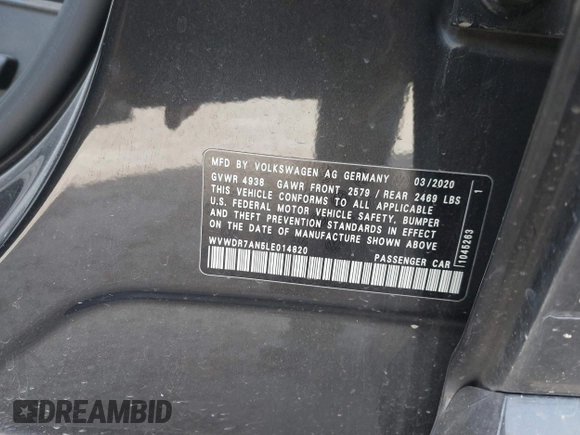 MFD BY VOLKSWAGEN AG GERMANY 03/2020
GVWR 4938 GAWR FRONT 2579 / REAR 2469 LBS
THIS VEHICLE CONFORMS TO ALL APPLICABLE
U.S. FEDERAL MOTOR VEHICLE SAFETY, BUMPER
AND THEFT PREVENTION STANDARDS IN EFFECT
ON THE DATE OF MANUFACTURE SHOWN ABOVE
WVWDR7AN5LE014820 PASSENGER CAR
1045263 1
DREAMBID